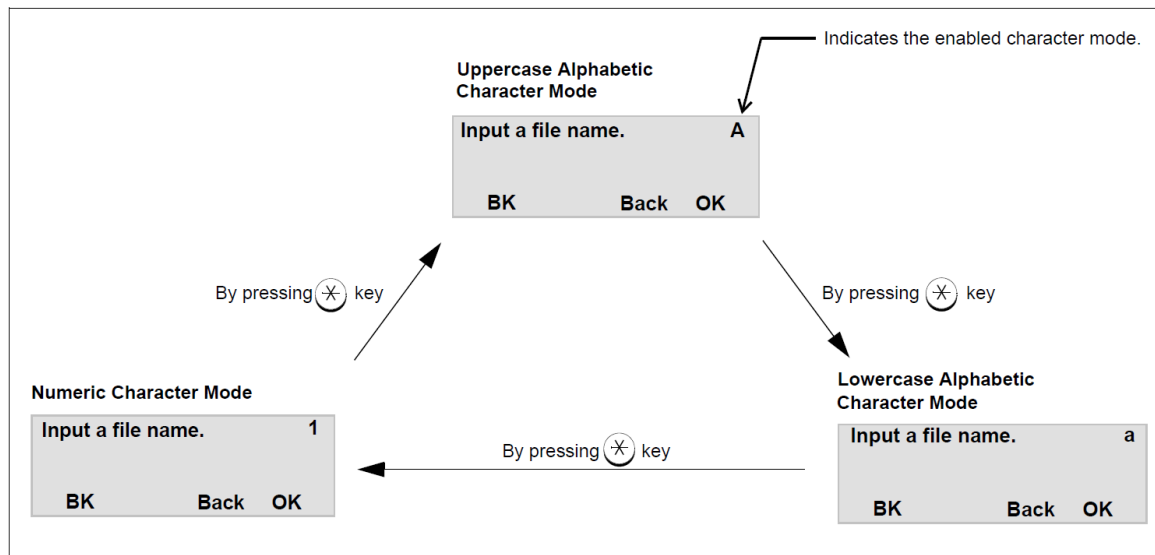 Indicates the enabled character mode.
Uppercase Alphabetic
Character Mode
Input a file name. A
BK Back OK
By pressing * key
By pressing * key
Numeric Character Mode
Input a file name. 1
BK Back OK
By pressing * key
Lowercase Alphabetic
Character Mode
Input a file name. a
BK Back OK